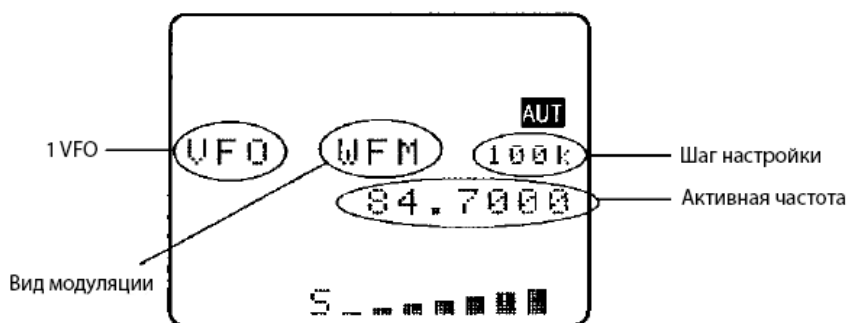 AUT
1 VFO
VFO WFM 100k
Шаг настройки
84.7000
Активная частота
Вид модуляции
S